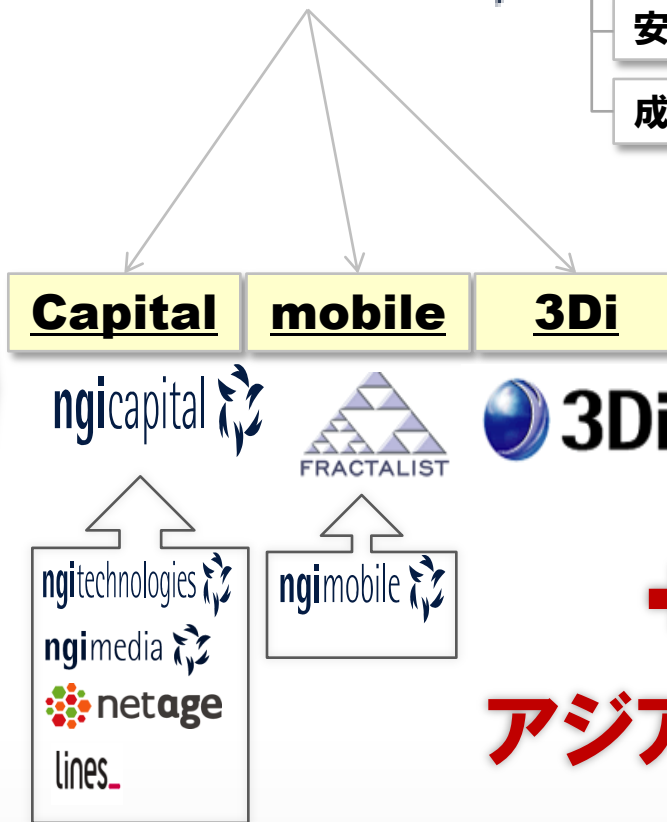 安
成
Capital
mobile
3Di
ngicapital
FRACTALIST
3Di
ngitechnologies
ngimobile
ngimedia
netage
lines_
アジア